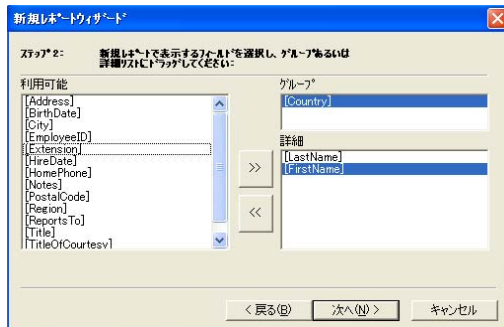 新規ﾚﾎﾟｰﾄｳｨｻﾞｰﾄﾞ
ｽﾃｯﾌﾟ2: 新規ﾚﾎﾟｰﾄで表示するﾌｨｰﾙﾄﾞを選択し、ｸﾞﾙｰﾌﾟあるいは
詳細ﾘｽﾄにﾄﾞﾗｯｸﾞしてください:
利用可能
[Address]
[BirthDate]
[City]
[EmployeeID]
[Extension]
[HireDate]
[HomePhone]
[Notes]
[PostalCode]
[Region]
[ReportsTo]
[Title]
[TitleOfCourtesy]
>>
<<
ｸﾞﾙｰﾌﾟ
[Country]
詳細
[LastName]
[FirstName]
< 戻る(B)
次へ(N) >
キャンセル